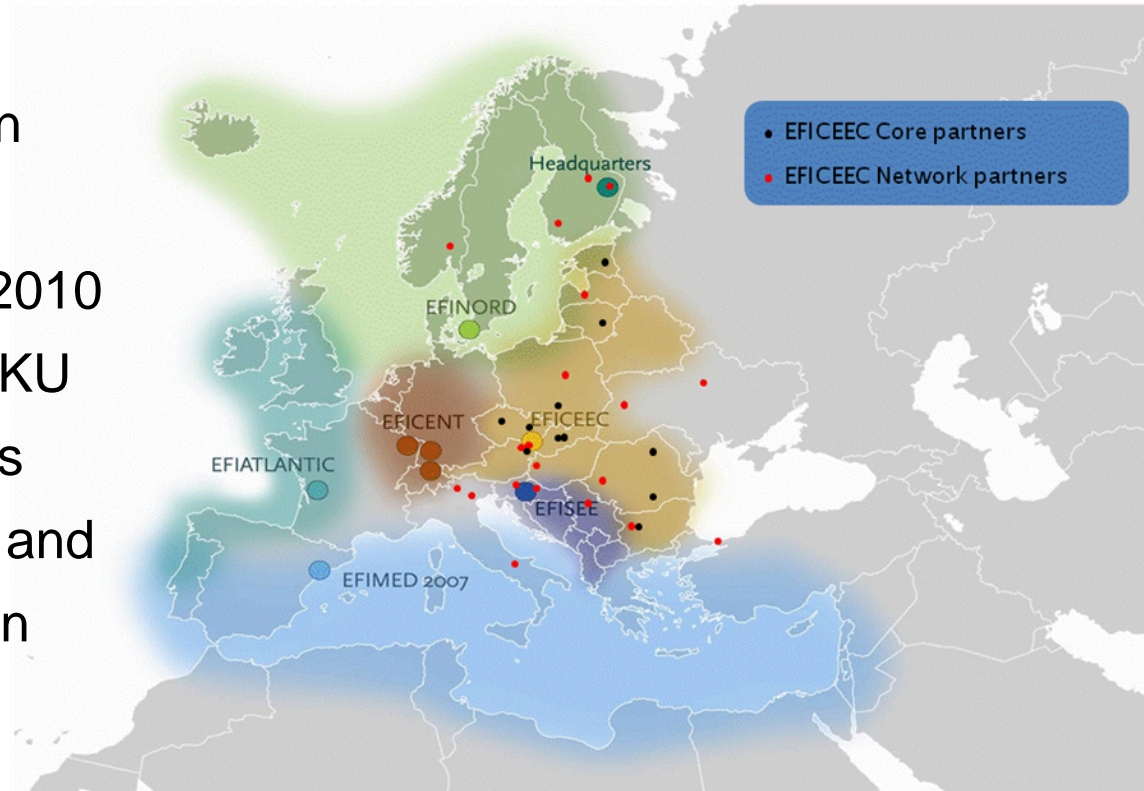 n
2010
KU
s
and
n
EFICEEC Core partners
EFICEEC Network partners
Headquarters
EFINORD
EFICENT
EFICEEC
EFIATLANTIC
EFISEE
EFIMED 2007